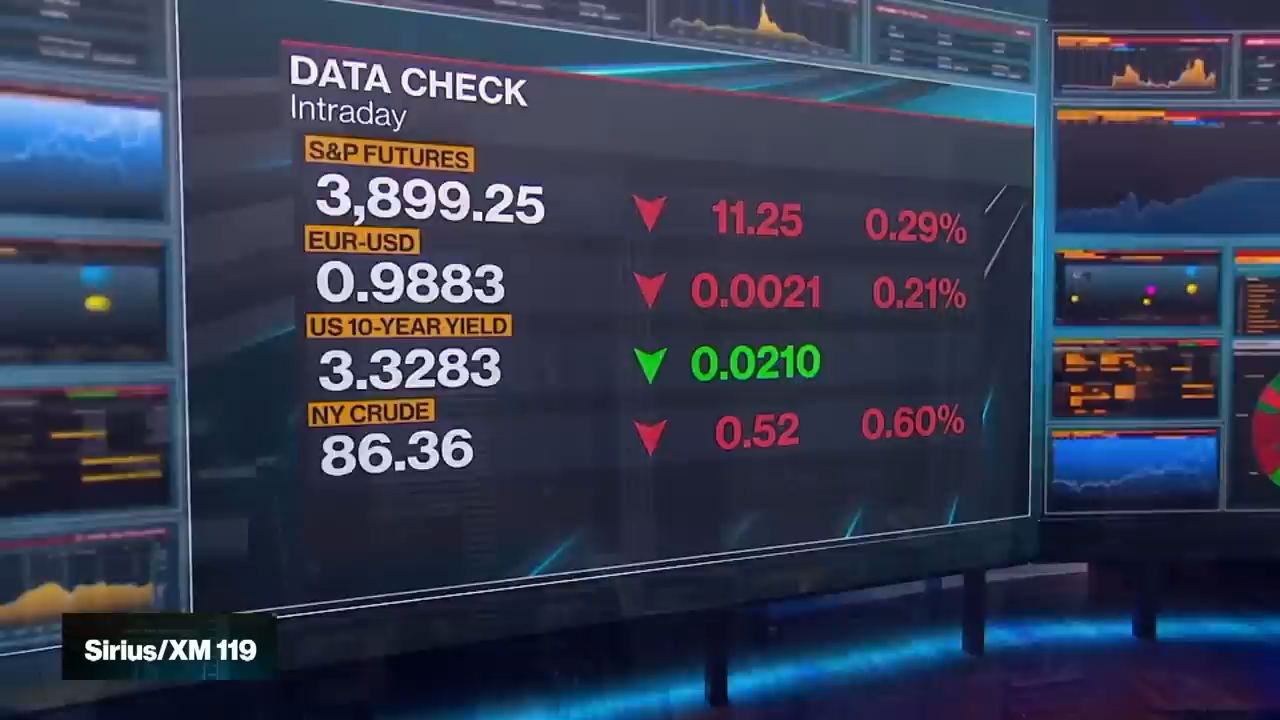 DATA CHECK
Intraday
S&P FUTURES
3,899.25 11.25 0.29%
EUR-USD
0.9883 0.0021 0.21%
US 10-YEAR YIELD
3.3283 0.0210
NY CRUDE
86.36 0.52 0.60%
Sirius/XM 119